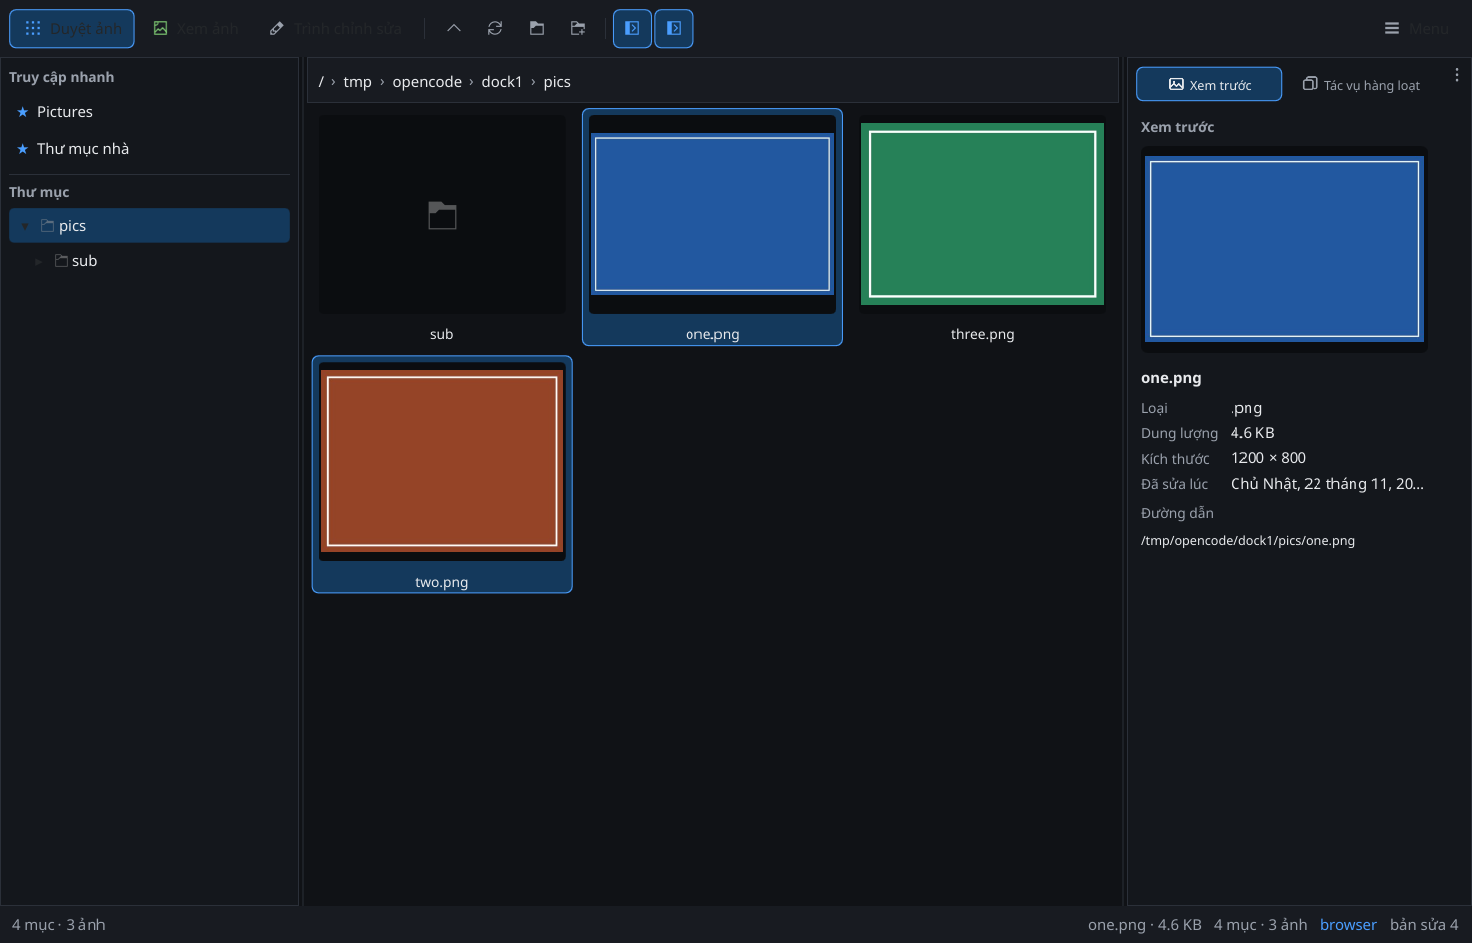 Duyệt ảnh Xem ảnh Trình chỉnh sửa Menu
Truy cập nhanh
★ Pictures
★ Thư mục nhà
Thư mục
pics
sub
/ › tmp › opencode › dock1 › pics
sub
one.png
three.png
two.png
Xem trước Tác vụ hàng loạt
Xem trước
one.png
Loại .png
Dung lượng 4.6 KB
Kích thước 1200 × 800
Đã sửa lúc Chủ Nhật, 22 tháng 11, 20...
Đường dẫn
/tmp/opencode/dock1/pics/one.png
4 mục · 3 ảnh one.png · 4.6 KB 4 mục · 3 ảnh browser bản sửa 4